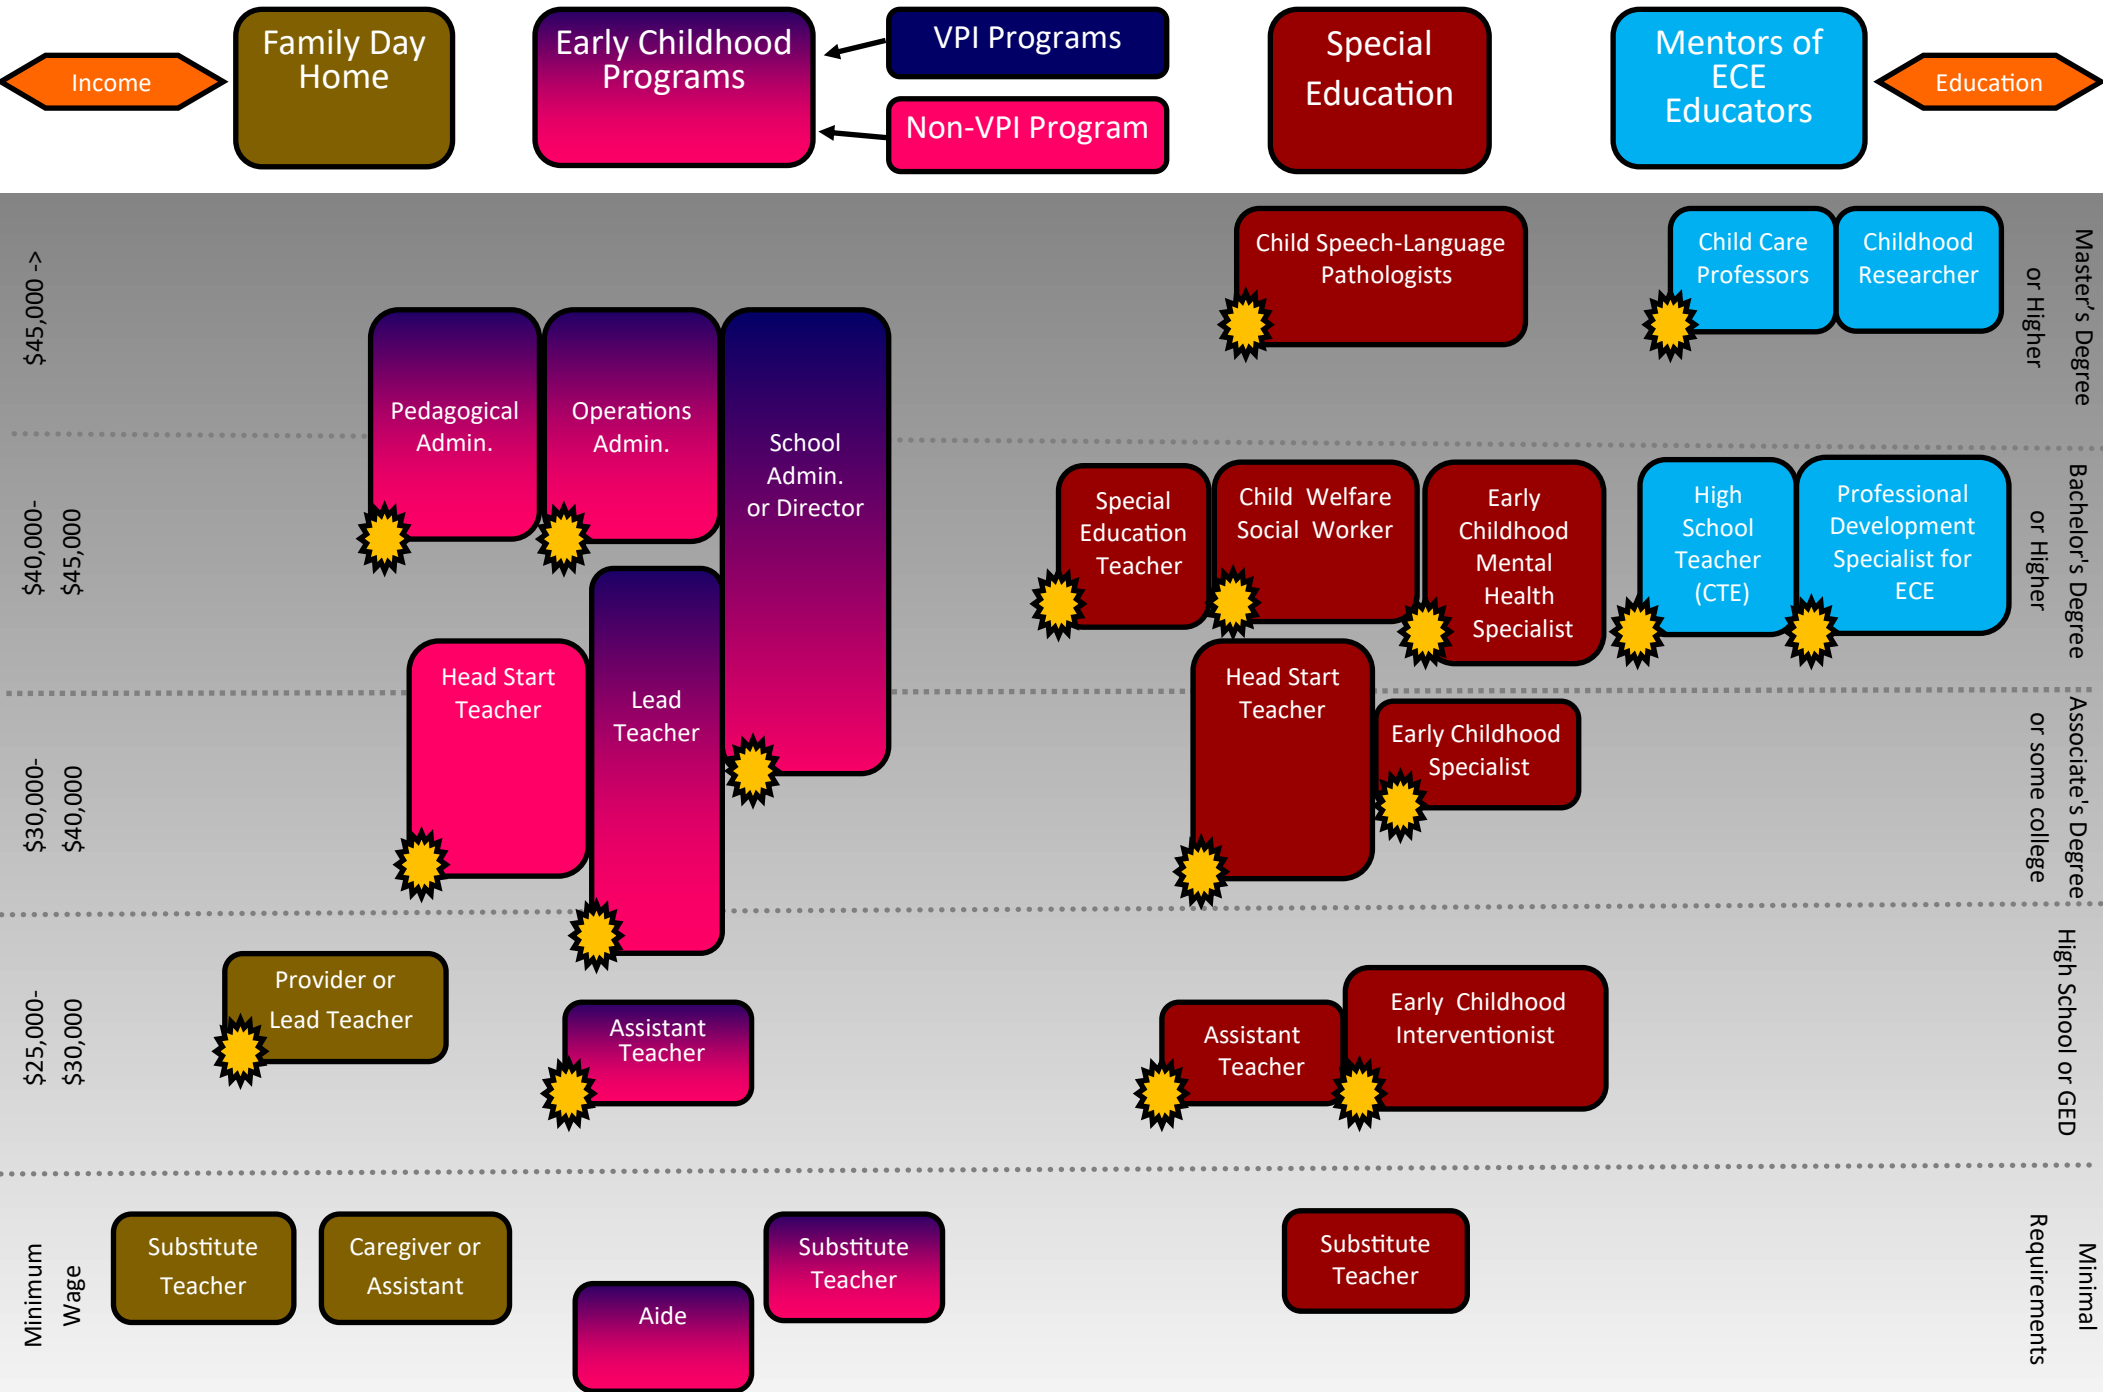 Income
Family Day
Home
Early Childhood
Programs
VPI Programs
Non-VPI Program
Special
Education
Mentors of
ECE
Educators
Education
$45,000 ->
Child Speech-Language
Pathologists
Child Care
Professors
Childhood
Researcher
Master’s Degree
or Higher
Pedagogical
Admin.
Operations
Admin.
School
Admin.
or Director
$40,000-
$45,000
Special
Education
Teacher
Child Welfare
Social Worker
Early
Childhood
Mental
Health
Specialist
High
School
Teacher
(CTE)
Professional
Development
Specialist for
ECE
Bachelor's Degree
or Higher
Head Start
Teacher
Lead
Teacher
Head Start
Teacher
Early Childhood
Specialist
$30,000-
$40,000
Associate's Degree
or some college
Provider or
Lead Teacher
Assistant
Teacher
Assistant
Teacher
Early Childhood
Interventionist
$25,000-
$30,000
High School or GED
Minimum
Wage
Substitute
Teacher
Caregiver or
Assistant
Aide
Substitute
Teacher
Substitute
Teacher
Minimal
Requirements